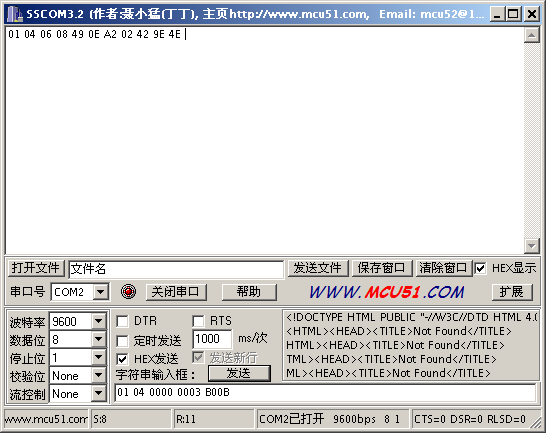 SSCOM3.2 (作者:聂小猛(丁丁), 主页http://www.mcu51.com, Email: mcu52@1...
01 04 06 08 49 0E A2 02 42 9E 4E
打开文件 文件名 发送文件 保存窗口 清除窗口 HEX显示
串口号 COM2 关闭串口 帮助 WWW.MCU51.COM 扩展
波特率 9600 DTR RTS
数据位 8 定时发送 1000 ms/次
停止位 1 HEX发送 发送新行
校验位 None 字符串输入框: 发送
流控制 None 01 04 0000 0003 B00B
<!DOCTYPE HTML PUBLIC "-//W3C//DTD HTML 4.0
<HTML><HEAD><TITLE>Not Found</TITLE>
HTML><HEAD><TITLE>Not Found</TITLE>
TML><HEAD><TITLE>Not Found</TITLE>
ML><HEAD><TITLE>Not Found</TITLE>
www.mcu51.com S:8 R:11 COM2已打开 9600bps 8 1 CTS=0 DSR=0 RLSD=0